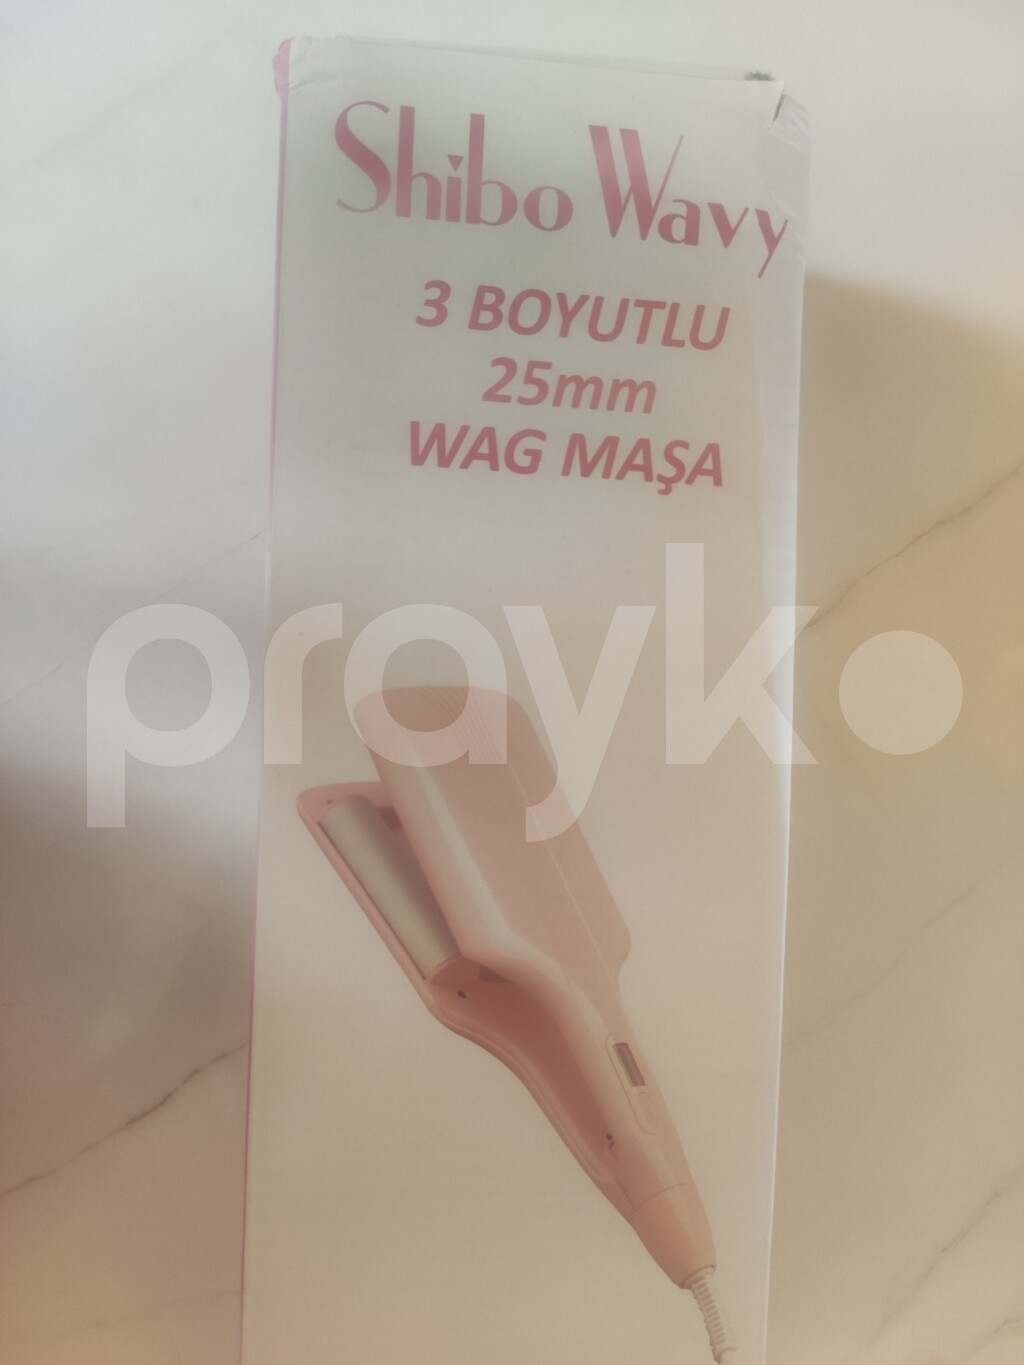 Shibo Wavy
3 BOYUTLU
25mm
WAG MAŞA
prayko